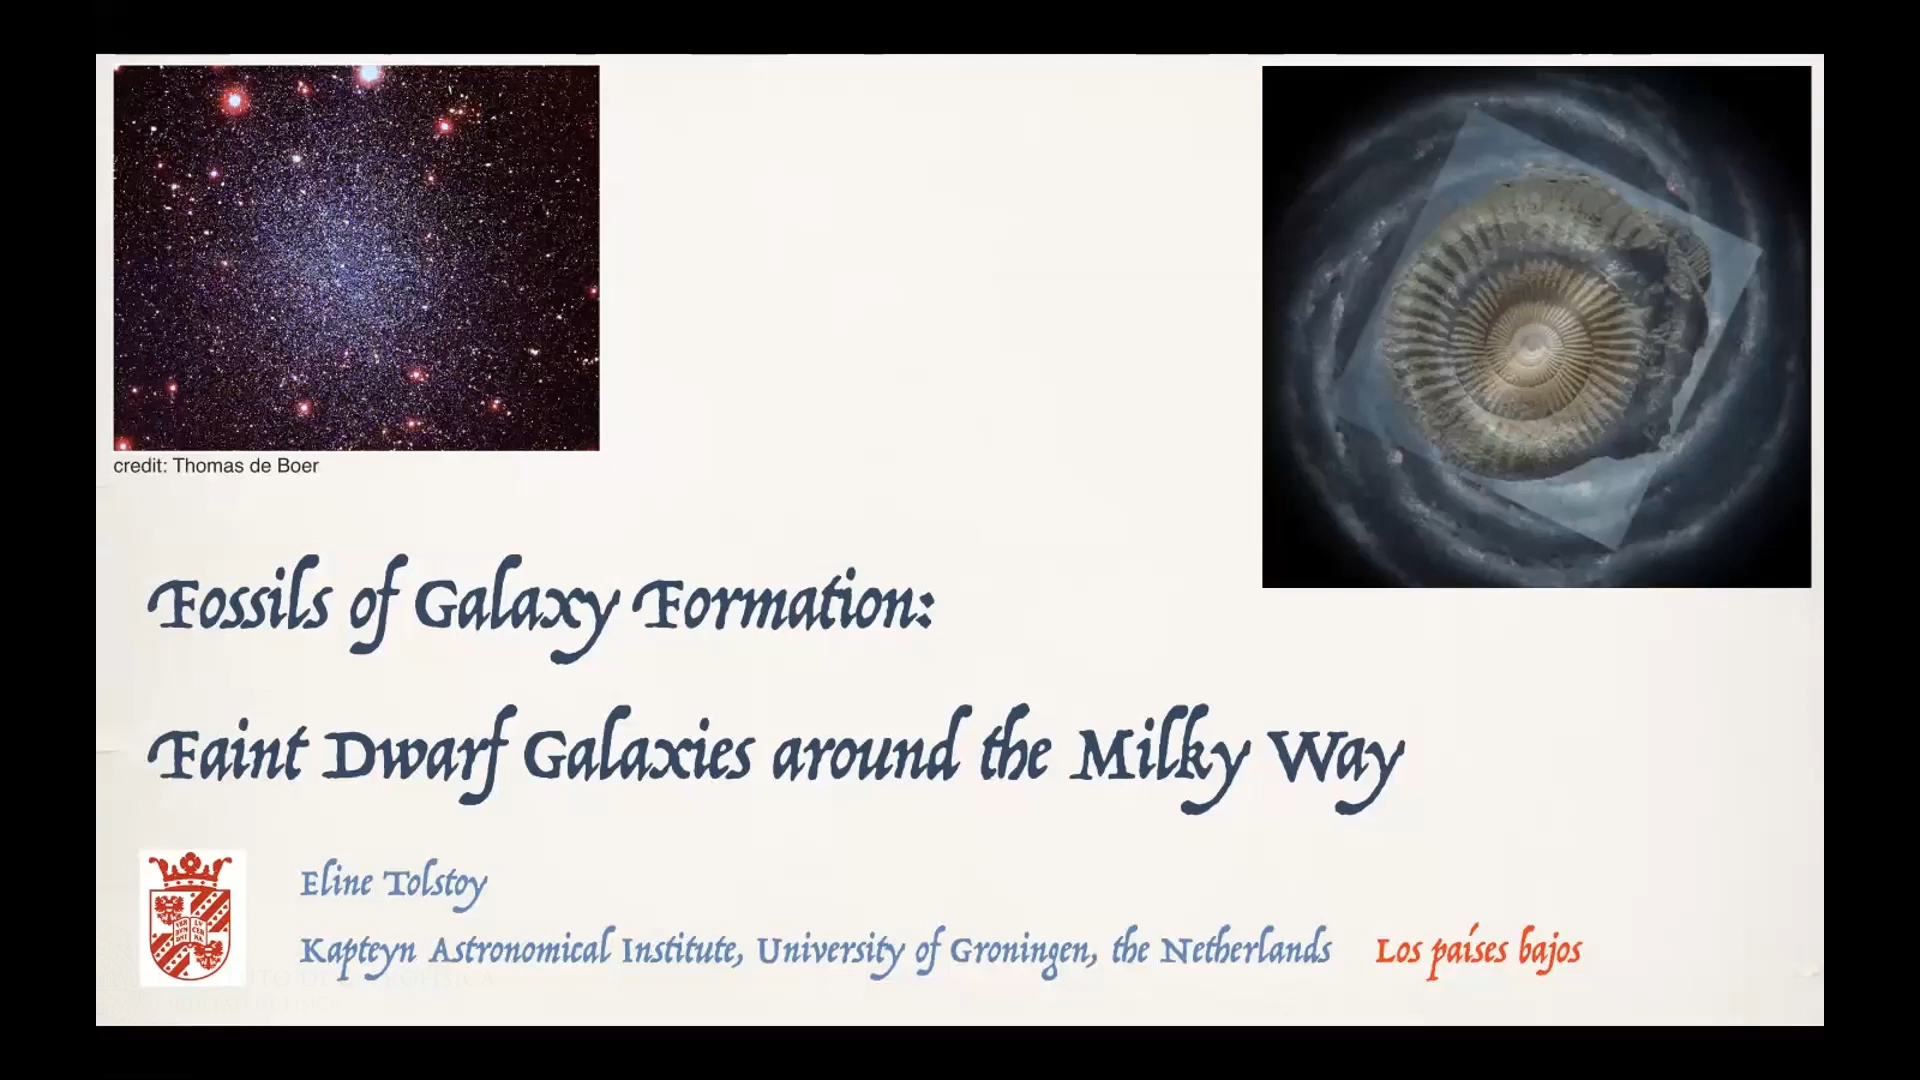 credit: Thomas de Boer
Fossils of Galaxy Formation:
Faint Dwarf Galaxies around the Milky Way
Eline Tolstoy
Kapteyn Astronomical Institute, University of Groningen, the Netherlands Los países bajos